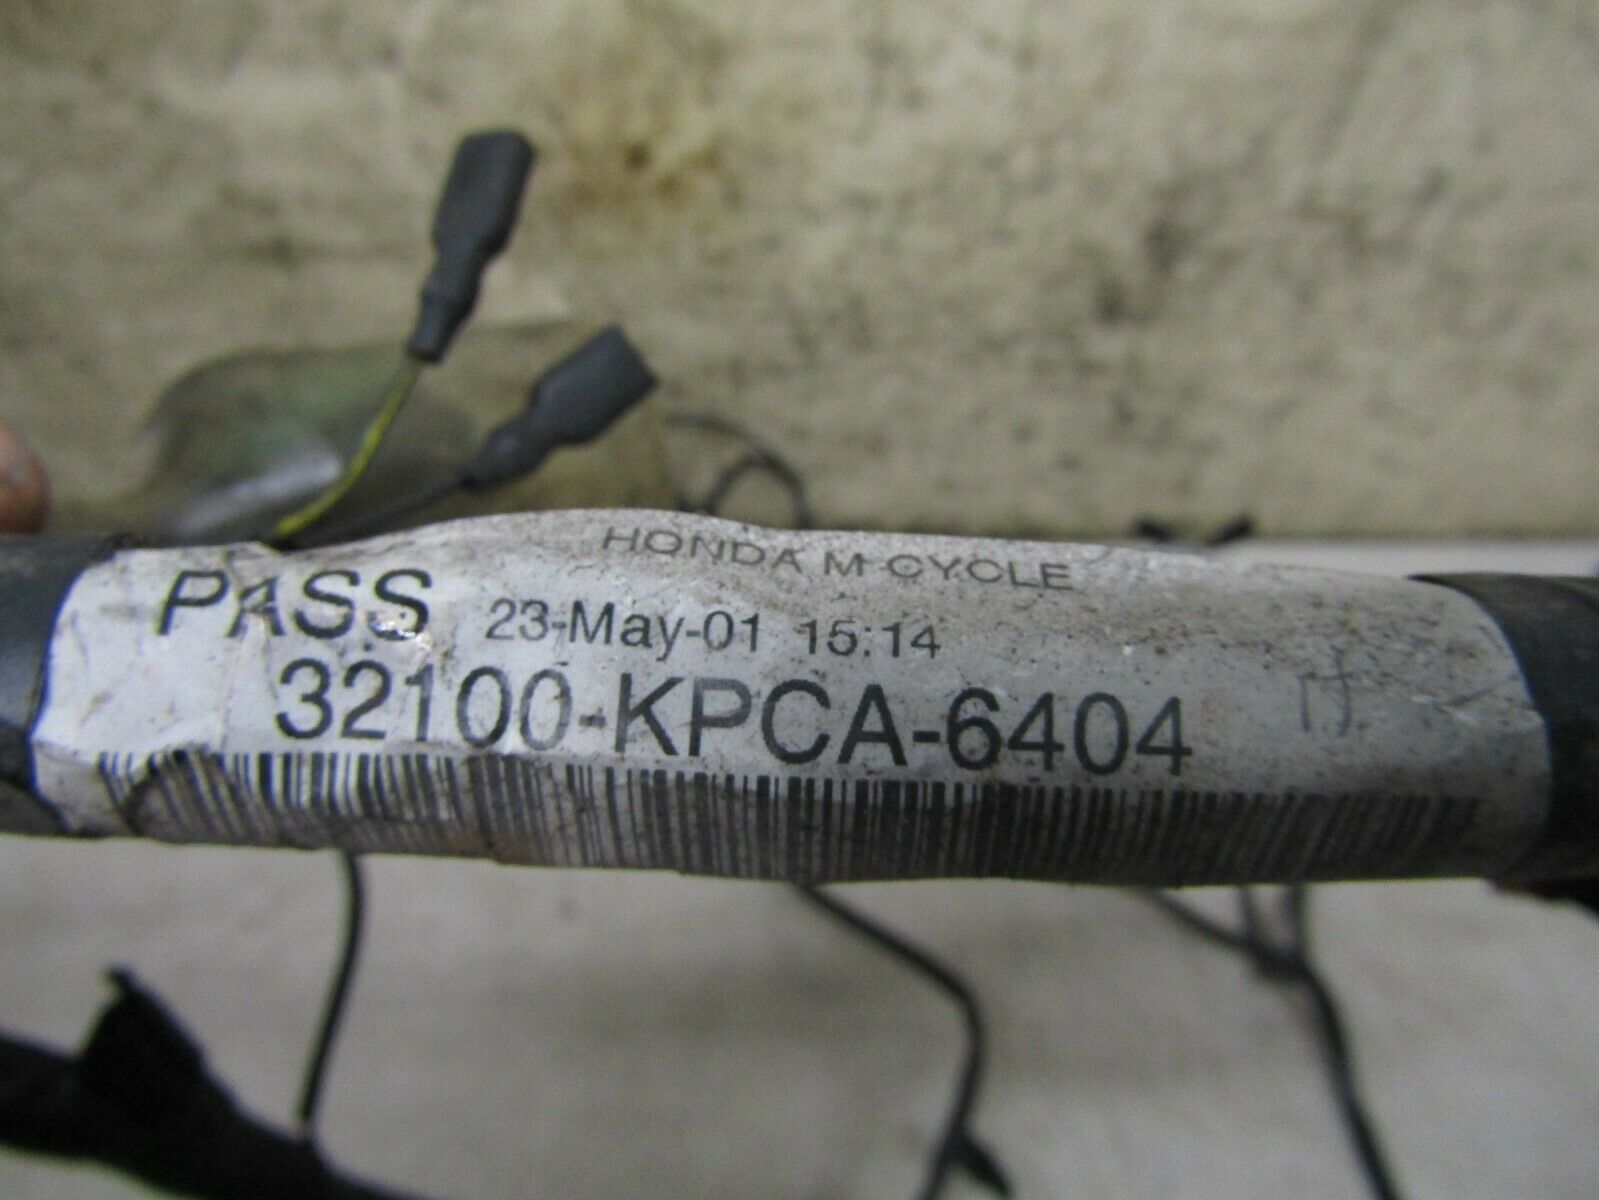 HONDA M-CYCLE
PASS 23-May-01 15:14
32100-KPCA-6404